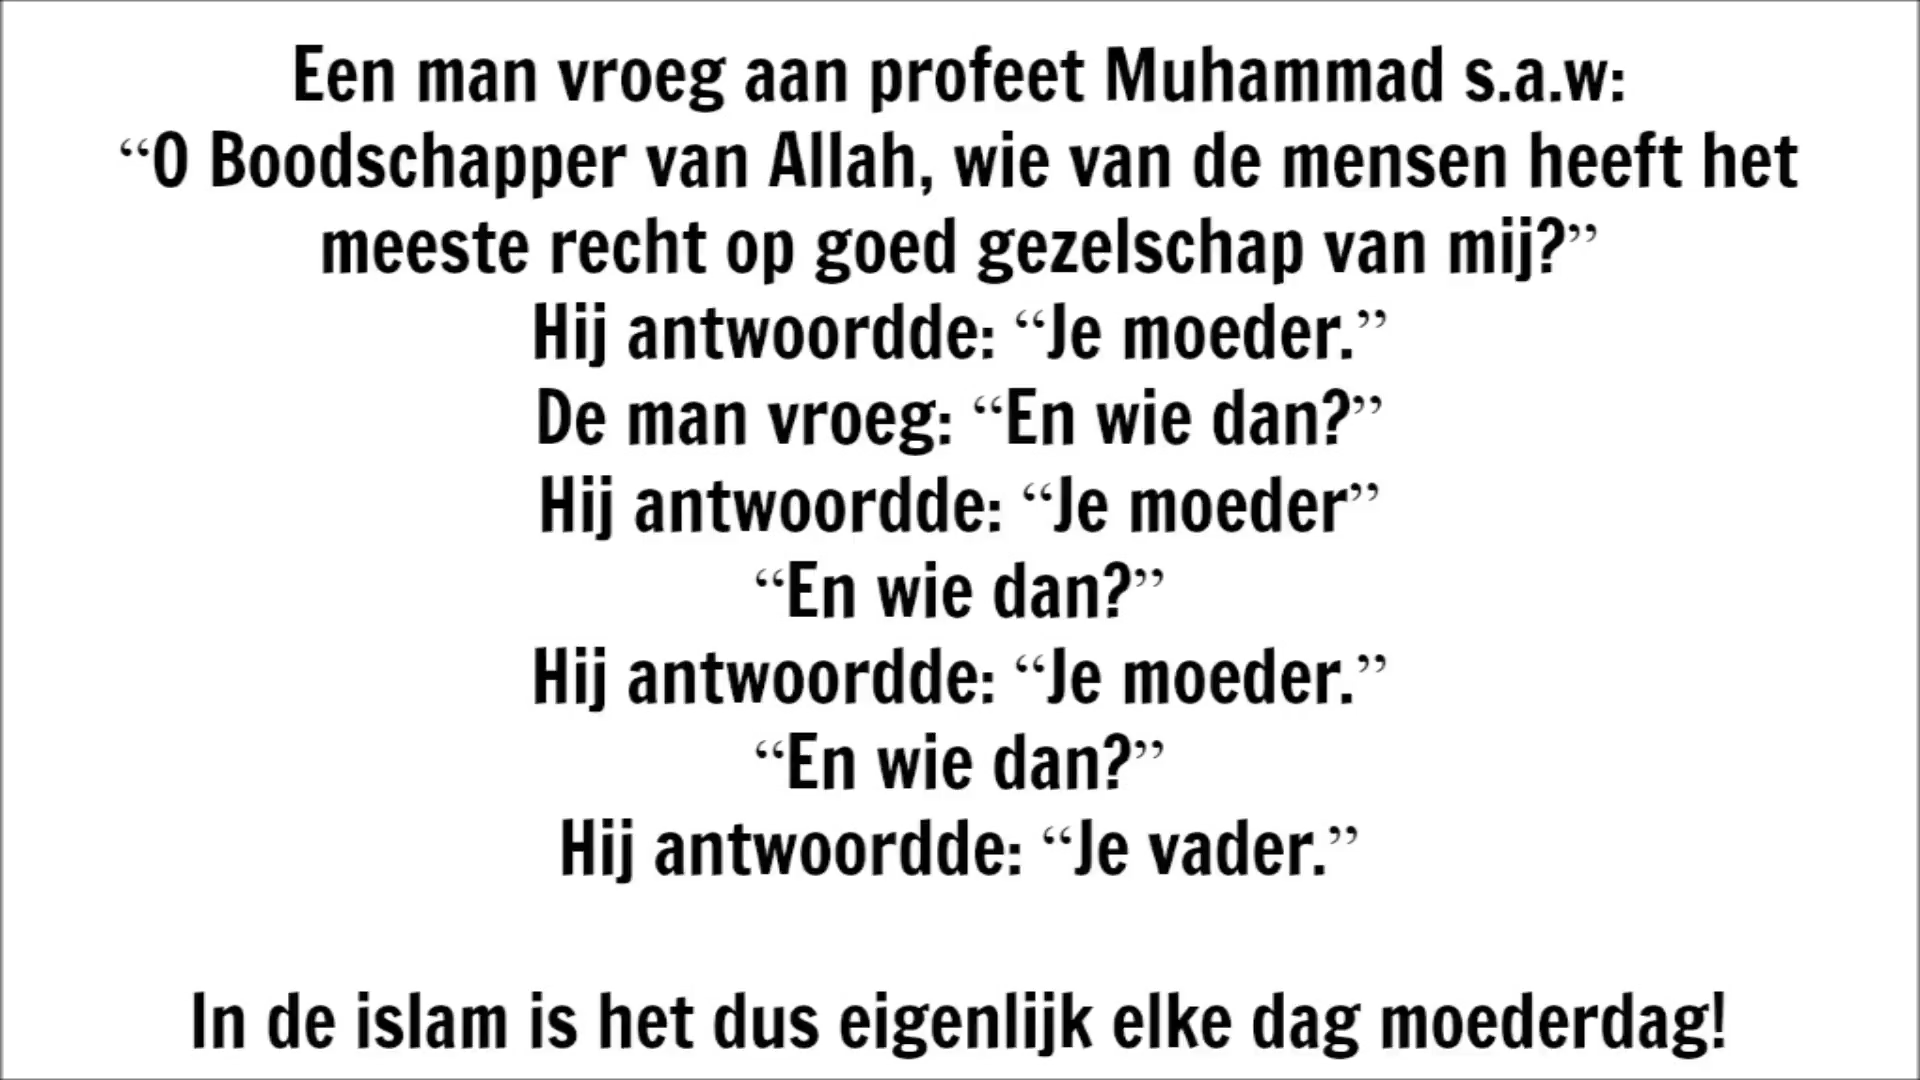 Een man vroeg aan profeet Muhammad s.a.w:
“O Boodschapper van Allah, wie van de mensen heeft het
meeste recht op goed gezelschap van mij?”
Hij antwoordde: “Je moeder.”
De man vroeg: “En wie dan?”
Hij antwoordde: “Je moeder”
“En wie dan?”
Hij antwoordde: “Je moeder.”
“En wie dan?”
Hij antwoordde: “Je vader.”
In de islam is het dus eigenlijk elke dag moederdag!